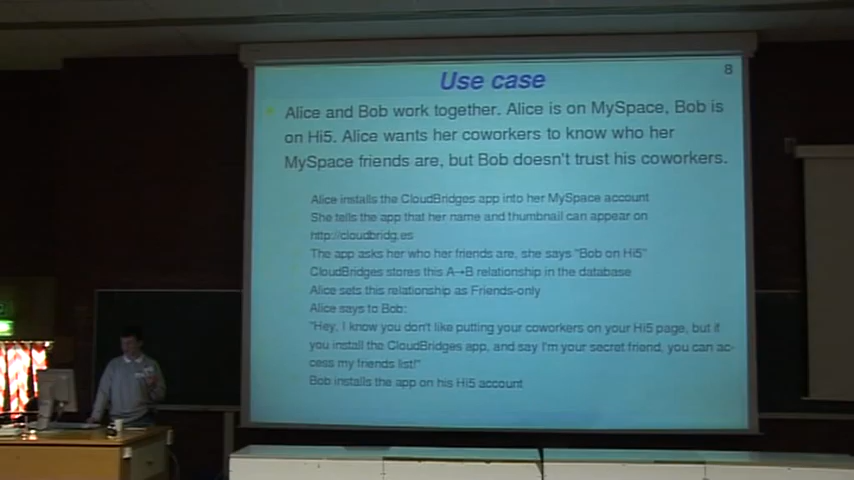 8
Use case
Alice and Bob work together. Alice is on MySpace, Bob is
on Hi5. Alice wants her coworkers to know who her
MySpace friends are, but Bob doesn't trust his coworkers.
Alice installs the CloudBridges app into her MySpace account
She tells the app that her name and thumbnail can appear on
http://cloudbridg.es
The app asks her who her friends are, she says "Bob on Hi5"
CloudBridges stores this A→B relationship in the database
Alice sets this relationship as Friends-only
Alice says to Bob:
"Hey, I know you don't like putting your coworkers on your Hi5 page, but if
you install the CloudBridges app, and say I'm your secret friend, you can ac-
cess my friends list!"
Bob installs the app on his Hi5 account